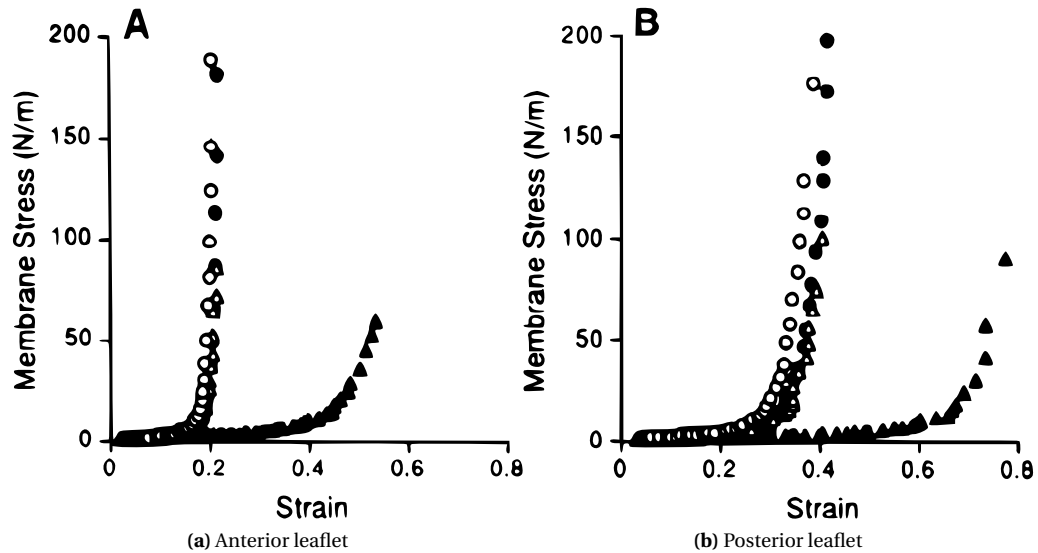 A
200
150
100
50
0
Membrane Stress (N/m)
0 0.2 0.4 0.6 0.8
Strain
(a) Anterior leaflet
B
200
150
100
50
0
Membrane Stress (N/m)
0 0.2 0.4 0.6 0.8
Strain
(b) Posterior leaflet